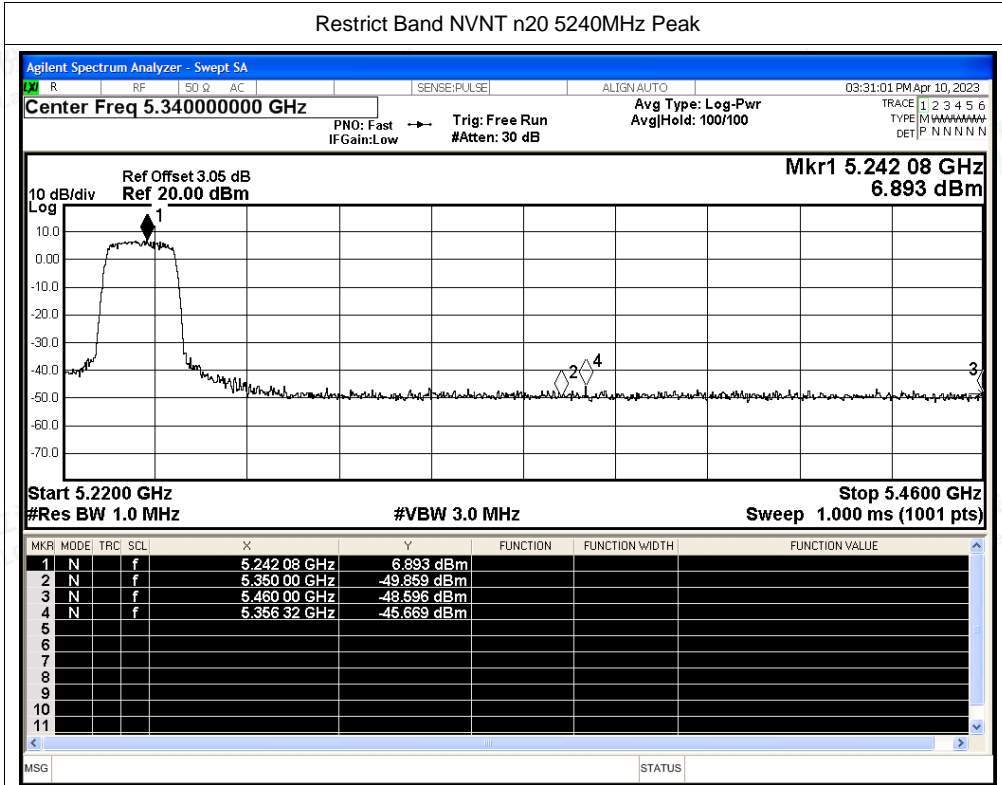 Restrict Band NVNT n20 5240MHz Peak
Agilent Spectrum Analyzer - Swept SA
LXI R RF 50 Ω AC SENSE:PULSE ALIGN AUTO 03:31:01 PM Apr 10, 2023
Center Freq 5.340000000 GHz
PNO: Fast
IFGain:Low
Trig: Free Run
#Atten: 30 dB
Avg Type: Log-Pwr
Avg|Hold: 100/100
TRACE 1 2 3 4 5 6
TYPE M
DET P N N N N N
Mkr1 5.242 08 GHz
6.893 dBm
10 dB/div
Log
Ref Offset 3.05 dB
Ref 20.00 dBm
10.0
0.00
-10.0
-20.0
-30.0
-40.0
-50.0
-60.0
-70.0
1
2
4
3
Start 5.2200 GHz
Stop 5.4600 GHz
#Res BW 1.0 MHz
#VBW 3.0 MHz
Sweep 1.000 ms (1001 pts)
MKR MODE TRC SCL X Y FUNCTION FUNCTION WIDTH FUNCTION VALUE
1 N f 5.242 08 GHz 6.893 dBm
2 N f 5.350 00 GHz -49.859 dBm
3 N f 5.460 00 GHz -48.596 dBm
4 N f 5.356 32 GHz -45.669 dBm
5
6
7
8
9
10
11
MSG STATUS